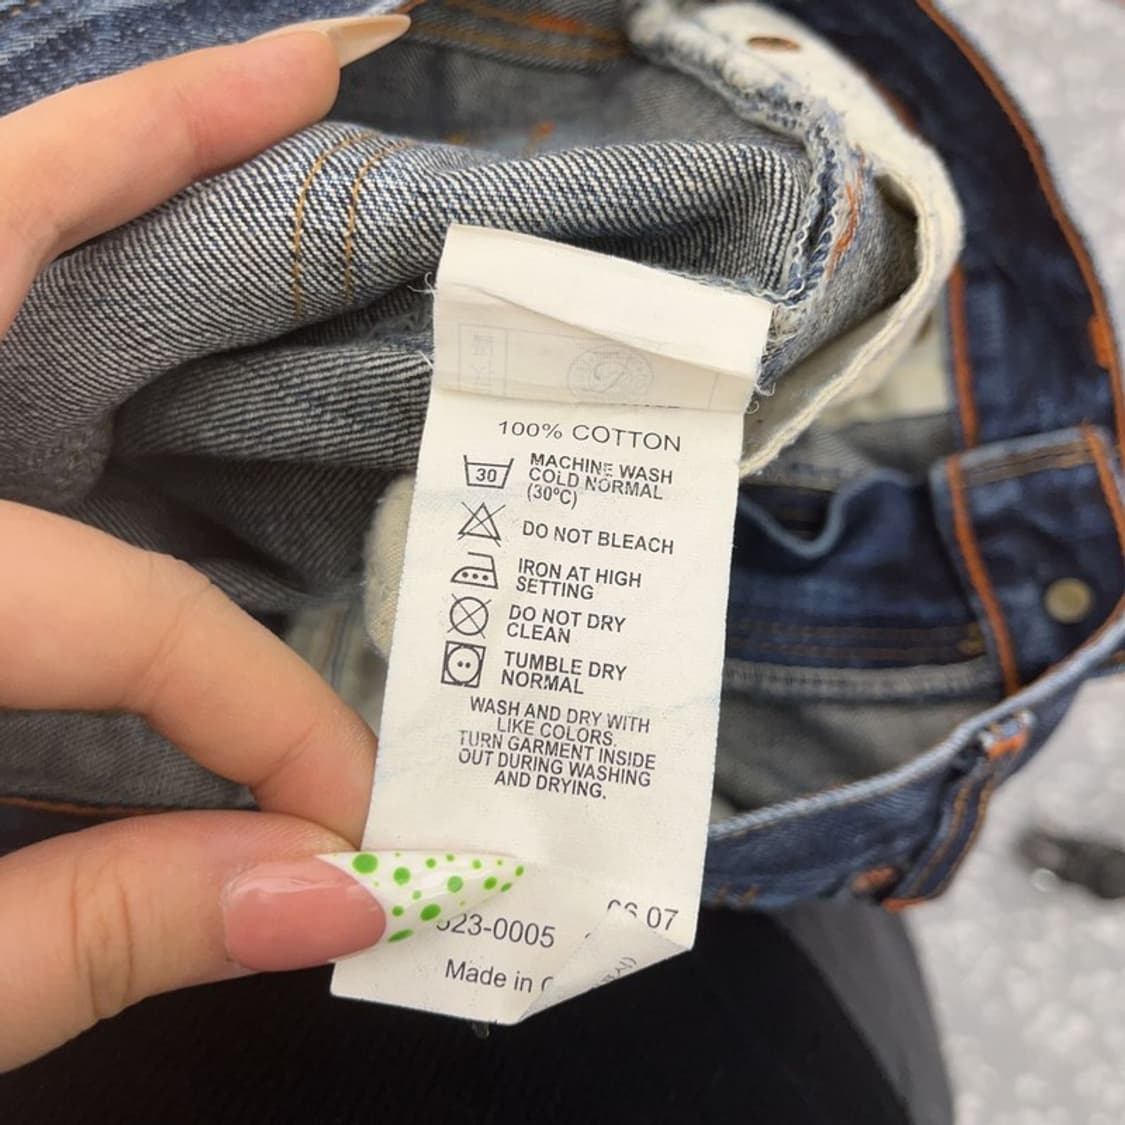 100% COTTON
30
MACHINE WASH
COLD NORMAL
(30ºC)
DO NOT BLEACH
IRON AT HIGH
SETTING
DO NOT DRY
CLEAN
TUMBLE DRY
NORMAL
WASH AND DRY WITH
LIKE COLORS.
TURN GARMENT INSIDE
OUT DURING WASHING
AND DRYING.
07
23-0005
Made in